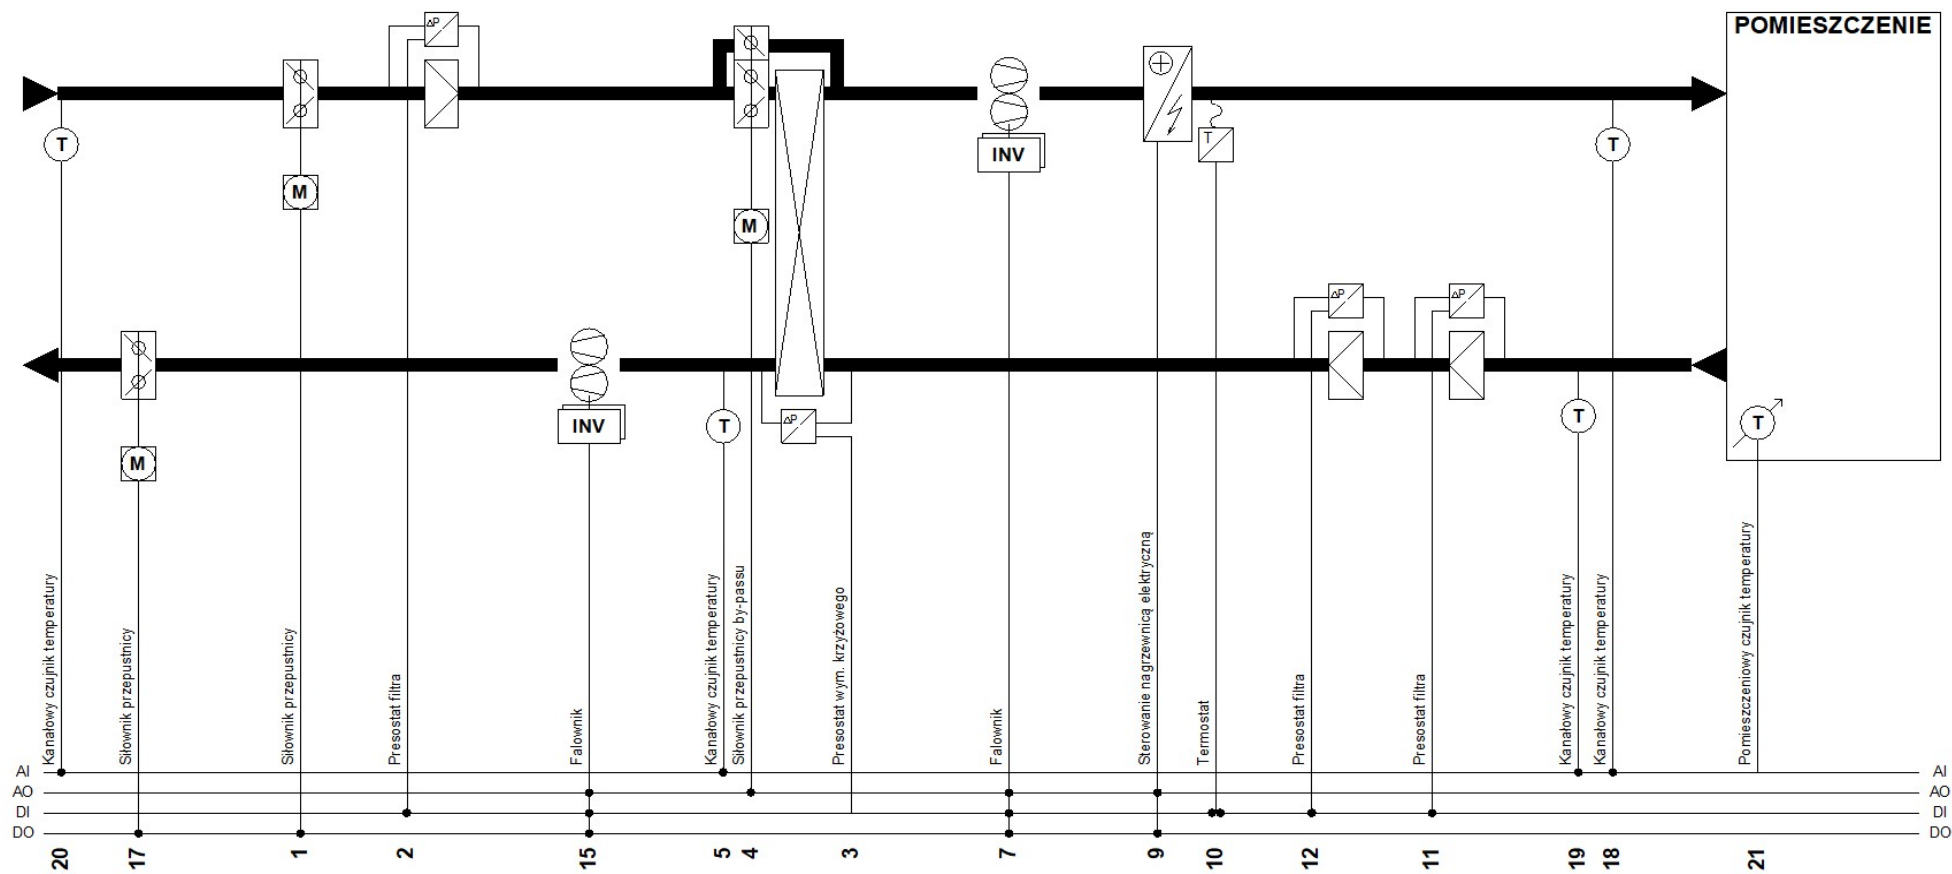 POMIESZCZENIE
ΔP
T
M
M
INV
T
T
ΔP
ΔP
M
INV
T
ΔP
T
T
Kanałowy czujnik temperatury
Siłownik przepustnicy
Siłownik przepustnicy
Presostat filtra
Falownik
Kanałowy czujnik temperatury
Siłownik przepustnicy by-passu
Presostat wym. krzyżowego
Falownik
Sterowanie nagrzewnicą elektryczną
Termostat
Presostat filtra
Presostat filtra
Kanałowy czujnik temperatury
Kanałowy czujnik temperatury
Pomieszczeniowy czujnik temperatury
AI AI
AO AO
DI DI
DO DO
20 17 1 2 15 5 4 3 7 9 10 12 11 19 18 21